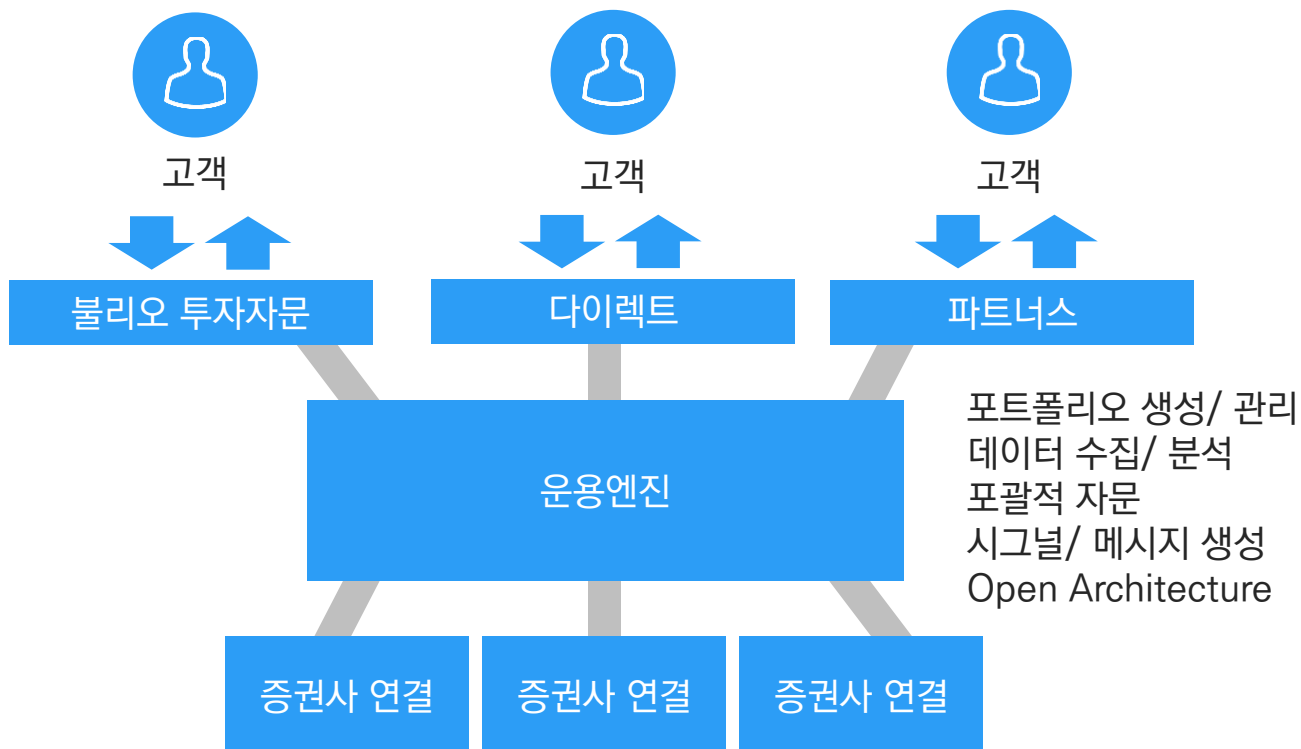 고객
고객
고객
불리오 투자자문
다이렉트
파트너스
운용엔진
포트폴리오 생성/ 관리
데이터 수집/ 분석
포괄적 자문
시그널/ 메시지 생성
Open Architecture
증권사 연결
증권사 연결
증권사 연결